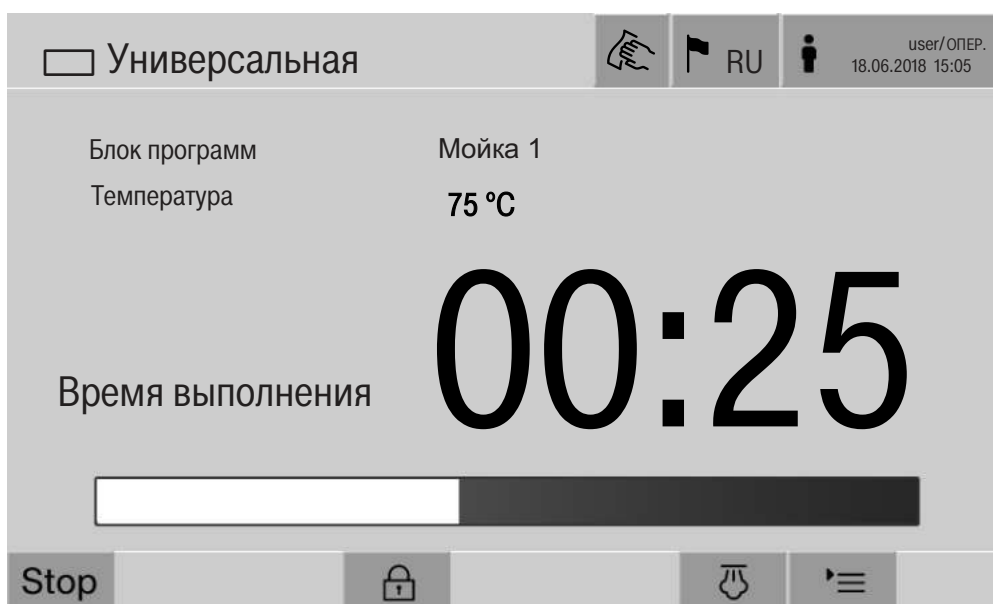 Универсальная
RU
user/ОПЕР.
18.06.2018 15:05
Блок программ Мойка 1
Температура 75 °C
Время выполнения 00:25
Stop